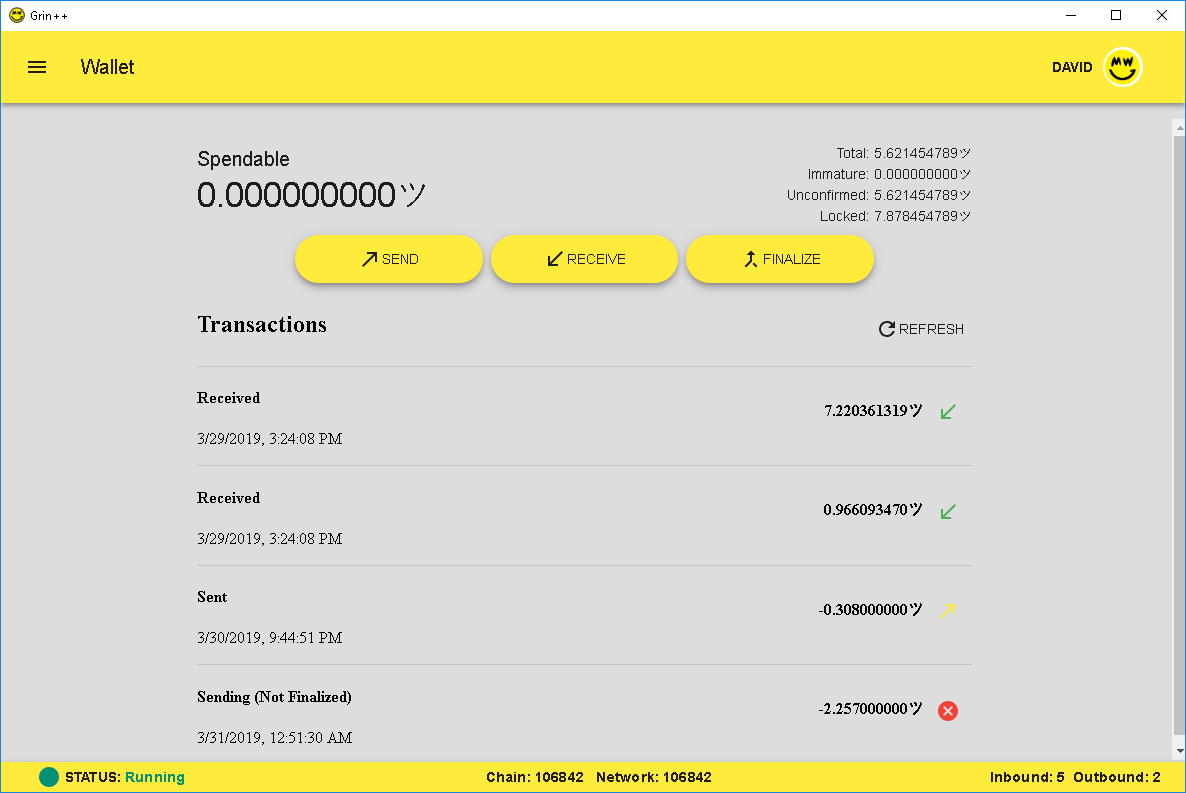 Grin++
Wallet
DAVID
Spendable
0.000000000ツ
Total: 5.621454789ツ
Immature: 0.000000000ツ
Unconfirmed: 5.621454789ツ
Locked: 7.878454789ツ
SEND
RECEIVE
FINALIZE
Transactions
REFRESH
Received
7.220361319ツ
3/29/2019, 3:24:08 PM
Received
0.966093470ツ
3/29/2019, 3:24:08 PM
Sent
-0.308000000ツ
3/30/2019, 9:44:51 PM
Sending (Not Finalized)
-2.257000000ツ
3/31/2019, 12:51:30 AM
STATUS: Running
Chain: 106842 Network: 106842
Inbound: 5 Outbound: 2